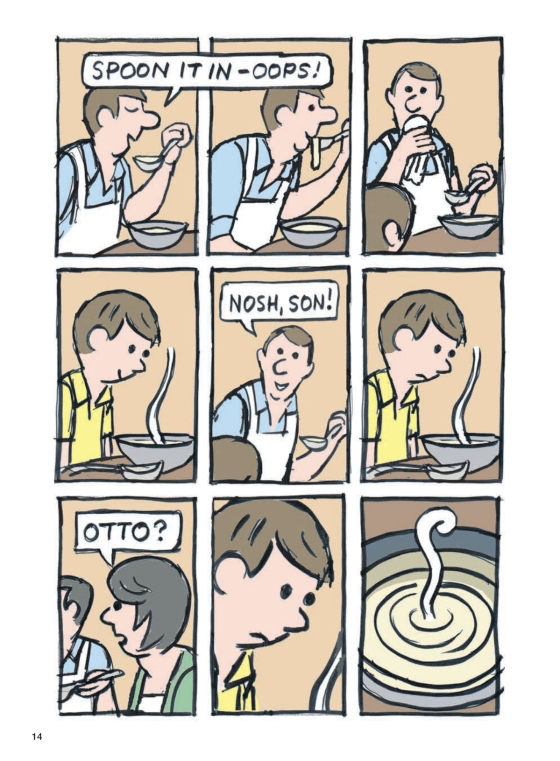 SPOON IT IN - OOPS!
NOSH, SON!
OTTO?
14